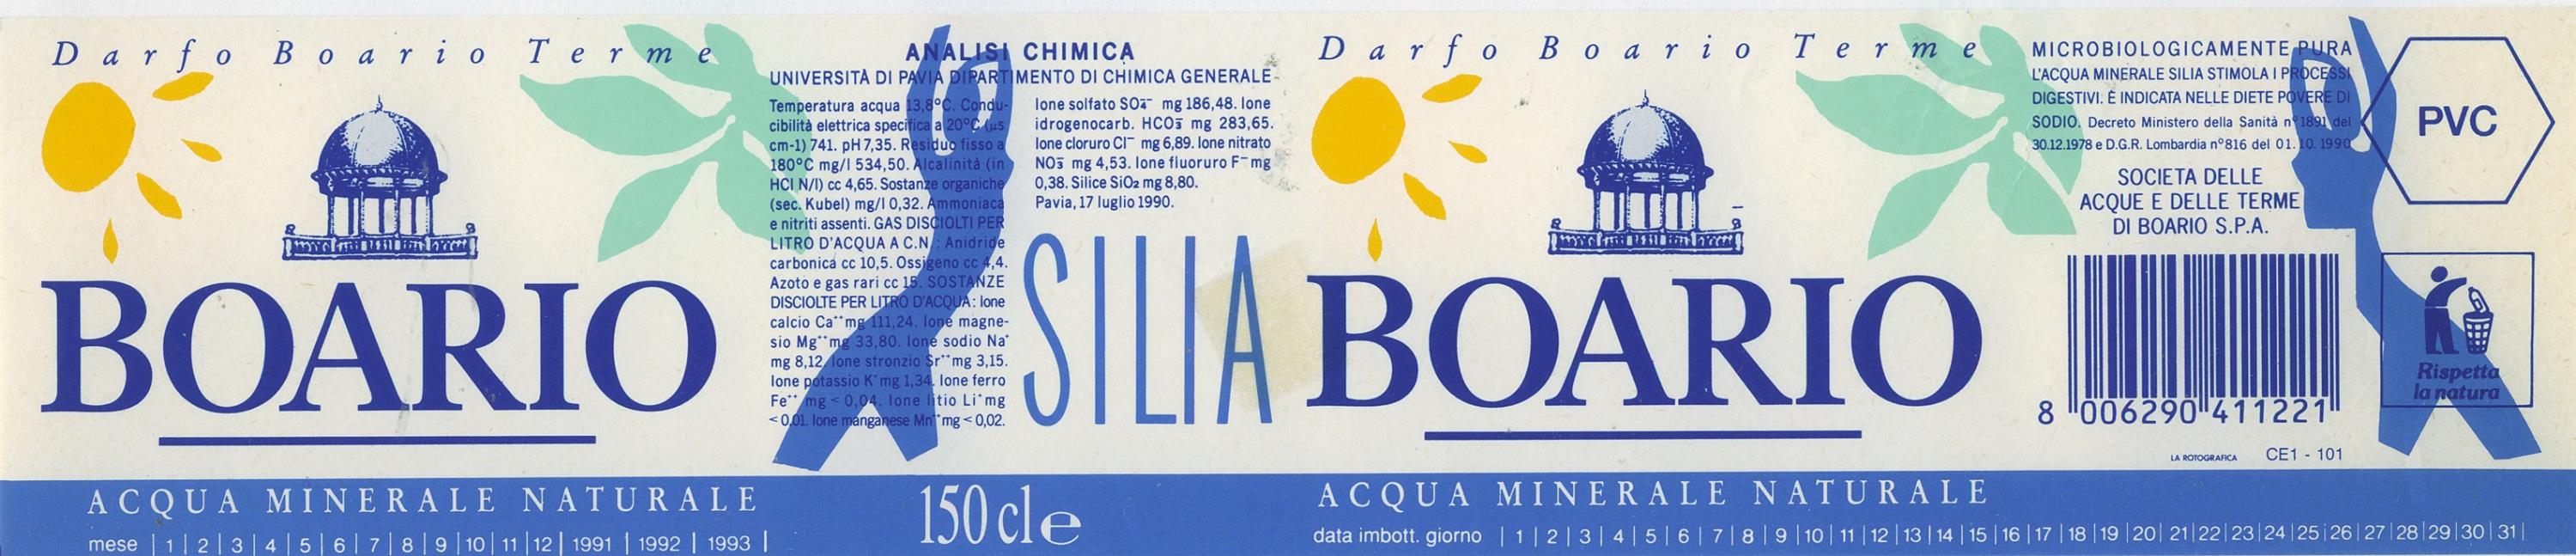 Darfo Boario Terme
BOARIO
ACQUA MINERALE NATURALE
mese | 1 | 2 | 3 | 4 | 5 | 6 | 7 | 8 | 9 | 10 | 11 | 12 | 1991 | 1992 | 1993 |
ANALISI CHIMICA
UNIVERSITÀ DI PAVIA DIPARTIMENTO DI CHIMICA GENERALE-
Temperatura acqua 13,8°C. Condu-
cibilità elettrica specifica a 20°C (µs
cm-1) 741. pH 7,35. Residuo fisso a
180°C mg/l 534,50. Alcalinità (in
HCl N/l) cc 4,65. Sostanze organiche
(sec. Kubel) mg/l 0,32. Ammoniaca
e nitriti assenti. GAS DISCIOLTI PER
LITRO D'ACQUA A C.N.: Anidride
carbonica cc 10,5. Ossigeno cc 4,4.
Azoto e gas rari cc 15. SOSTANZE
DISCIOLTE PER LITRO D'ACQUA: Ione
calcio Ca⁺⁺ mg 111,24. Ione magne-
sio Mg⁺⁺ mg 33,80. Ione sodio Na⁺
mg 8,12. Ione stronzio Sr⁺⁺ mg 3,15.
Ione potassio K⁺ mg 1,34. Ione ferro
Fe⁺⁺ mg < 0,04. Ione litio Li⁺ mg
< 0,01. Ione manganese Mn⁺⁺ mg < 0,02.
Ione solfato SO₄⁻ mg 186,48. Ione
idrogenocarb. HCO₃⁻ mg 283,65.
Ione cloruro Cl⁻ mg 6,89. Ione nitrato
NO₃⁻ mg 4,53. Ione fluoruro F⁻ mg
0,38. Silice SiO₂ mg 8,80.
Pavia, 17 luglio 1990.
SILIA
150 cl e
Darfo Boario Terme
BOARIO
ACQUA MINERALE NATURALE
data imbott. giorno | 1 | 2 | 3 | 4 | 5 | 6 | 7 | 8 | 9 | 10 | 11 | 12 | 13 | 14 | 15 | 16 | 17 | 18 | 19 | 20 | 21 | 22 | 23 | 24 | 25 | 26 | 27 | 28 | 29 | 30 | 31 |
MICROBIOLOGICAMENTE PURA
L'ACQUA MINERALE SILIA STIMOLA I PROCESSI
DIGESTIVI. È INDICATA NELLE DIETE POVERE DI
SODIO. Decreto Ministero della Sanità n° 1891 del
30.12.1978 e D.G.R. Lombardia n° 816 del 01.10.1990
SOCIETA DELLE
ACQUE E DELLE TERME
DI BOARIO S.P.A.
8 006290 411221
LA ROTOGRAFICA CE1 - 101
PVC
Rispetta
la natura